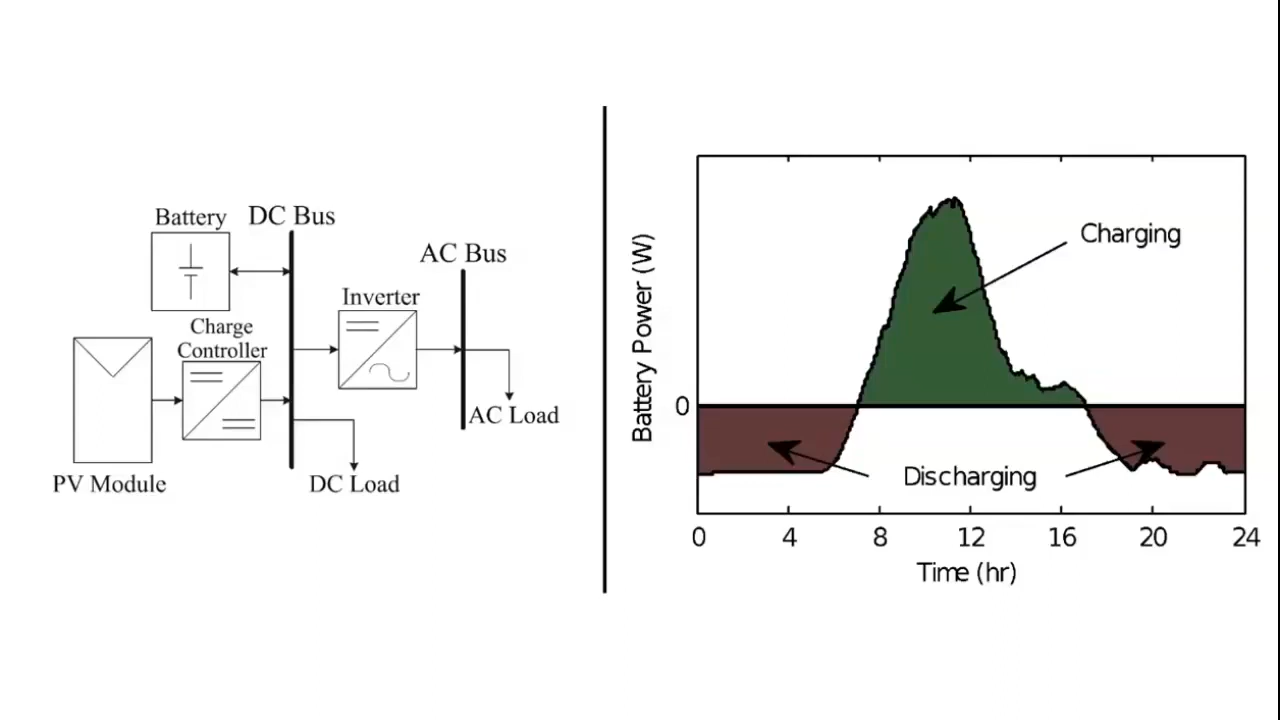 Battery
DC Bus
AC Bus
Inverter
Charge
Controller
PV Module
DC Load
AC Load
Battery Power (W)
0
Charging
Discharging
0 4 8 12 16 20 24
Time (hr)